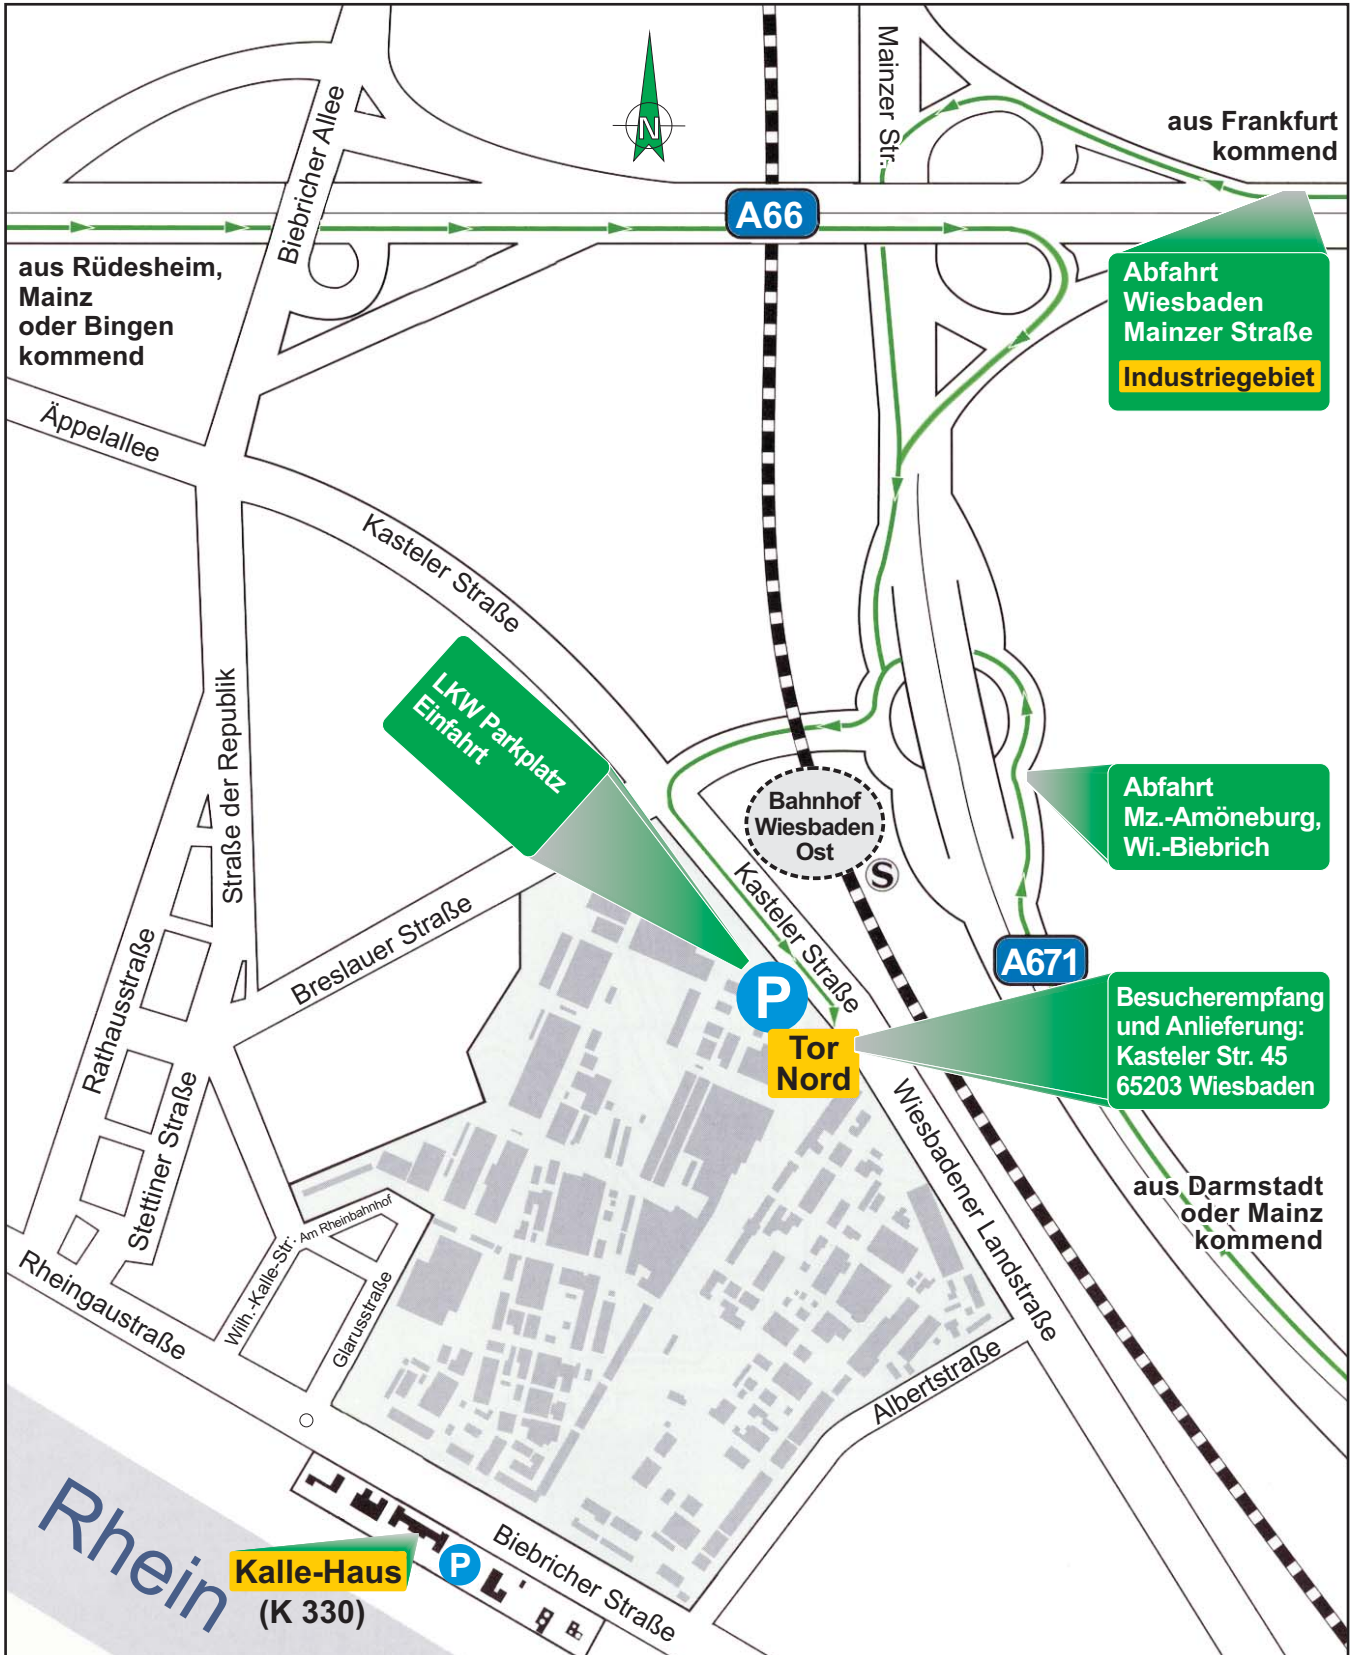 Mainzer Str.
N
aus Frankfurt
kommend
Biebricher Allee
A66
aus Rüdesheim,
Mainz
oder Bingen
kommend
Abfahrt
Wiesbaden
Mainzer Straße
Industriegebiet
Äppelallee
Kasteler Straße
LKW Parkplatz
Einfahrt
Straße der Republik
Bahnhof
Wiesbaden
Ost
S
Abfahrt
Mz.-Amöneburg,
Wi.-Biebrich
Kasteler Straße
Breslauer Straße
Rathausstraße
A671
P
Tor
Nord
Besucherempfang
und Anlieferung:
Kasteler Str. 45
65203 Wiesbaden
Stettiner Straße
Wiesbadener Landstraße
aus Darmstadt
oder Mainz
kommend
Am Rheinbahnhof
Wilh.-Kalle-Str.
Glarusstraße
Rheingaustraße
Albertstraße
Rhein
Kalle-Haus
(K 330)
P
Biebricher Straße